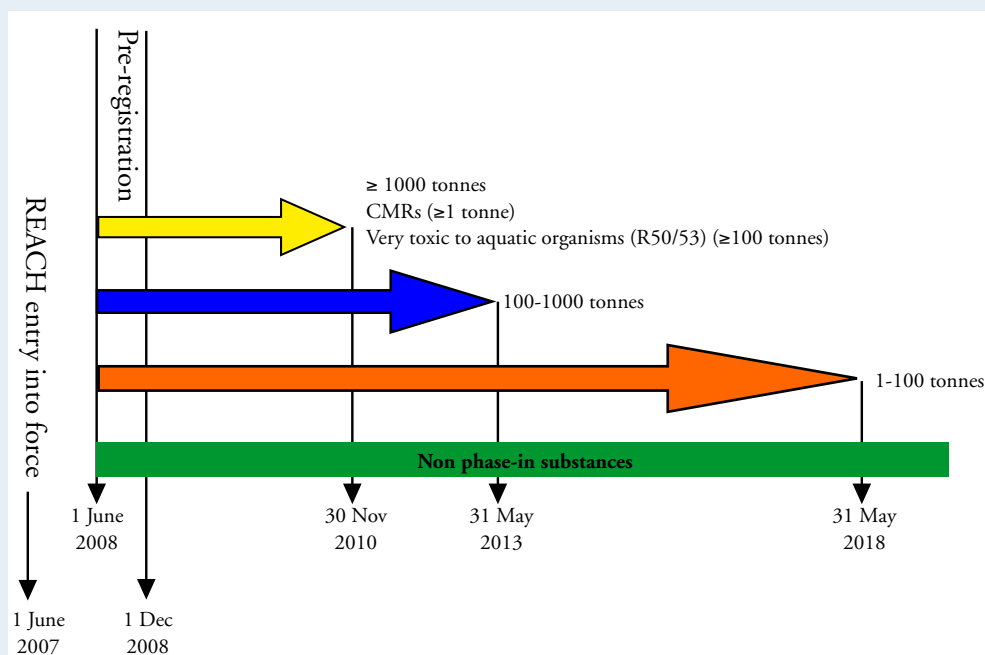 Pre-registration
REACH entry into force
≥ 1000 tonnes
CMRs (≥1 tonne)
Very toxic to aquatic organisms (R50/53) (≥100 tonnes)
100-1000 tonnes
1-100 tonnes
Non phase-in substances
1 June
2008
30 Nov
2010
31 May
2013
31 May
2018
1 June
2007
1 Dec
2008